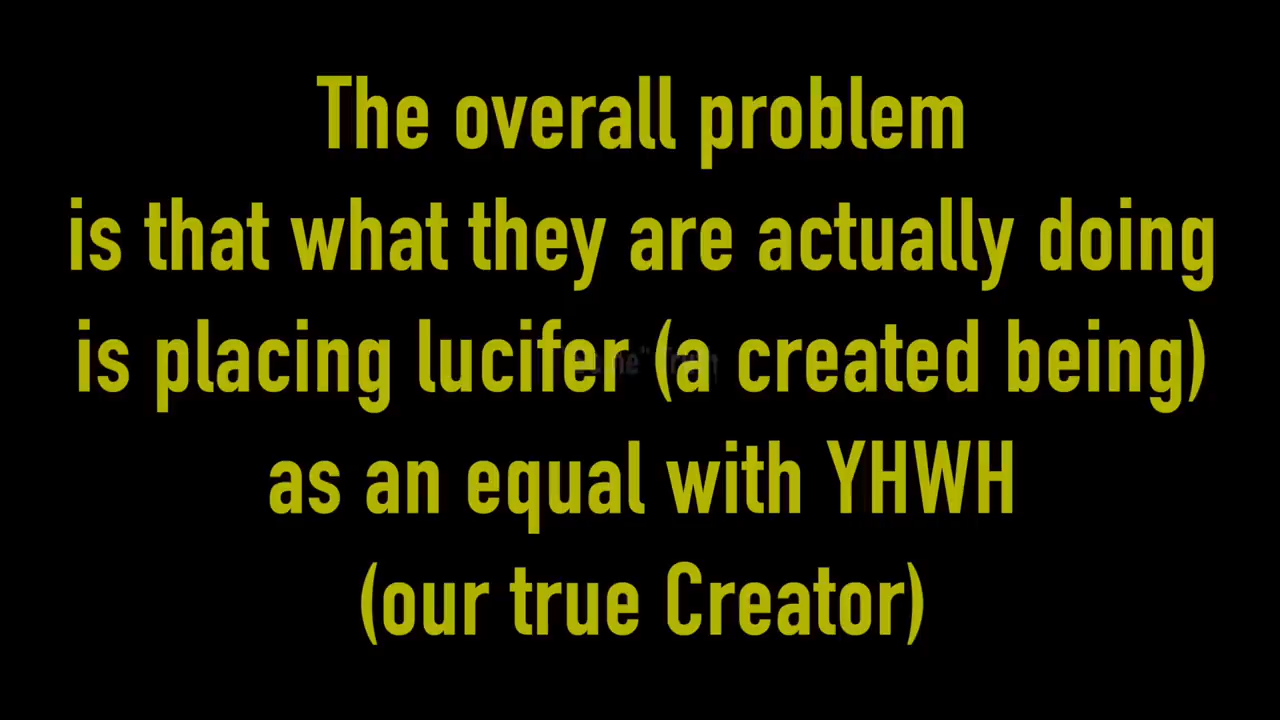 The overall problem
is that what they are actually doing
is placing lucifer (a created being)
as an equal with YHWH
(our true Creator)